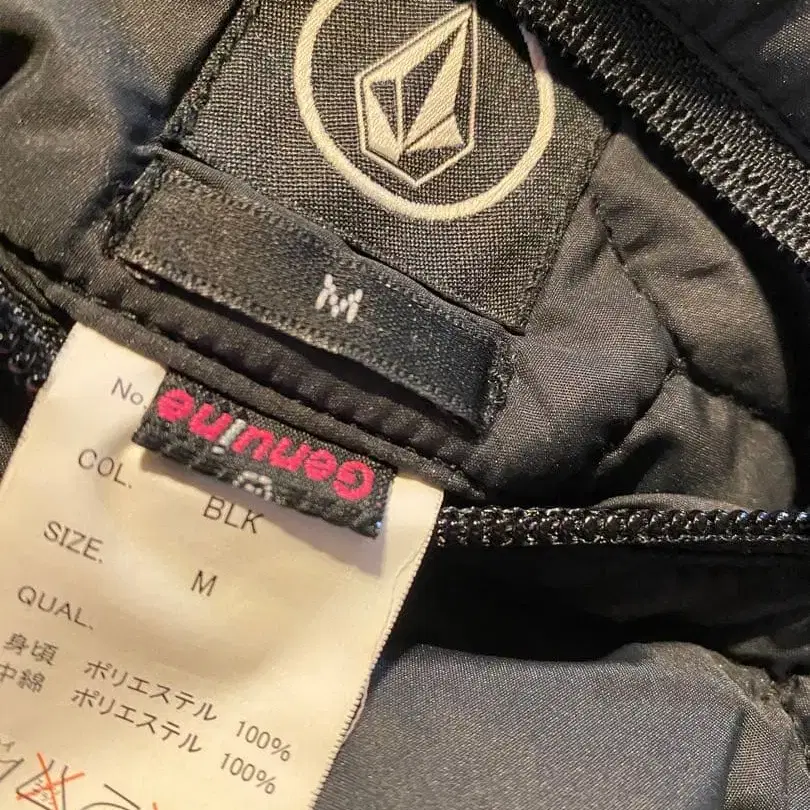 M
Genuine
No.
COL. BLK
SIZE. M
QUAL.
身頃 ポリエステル 100%
中綿 ポリエステル 100%